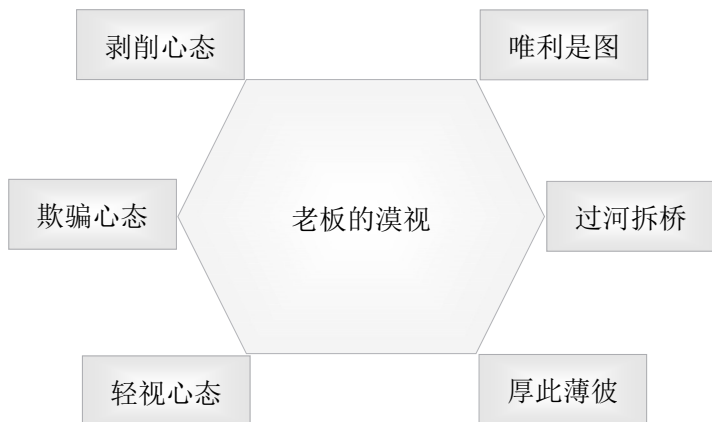 剥削心态
唯利是图
欺骗心态
老板的漠视
过河拆桥
轻视心态
厚此薄彼